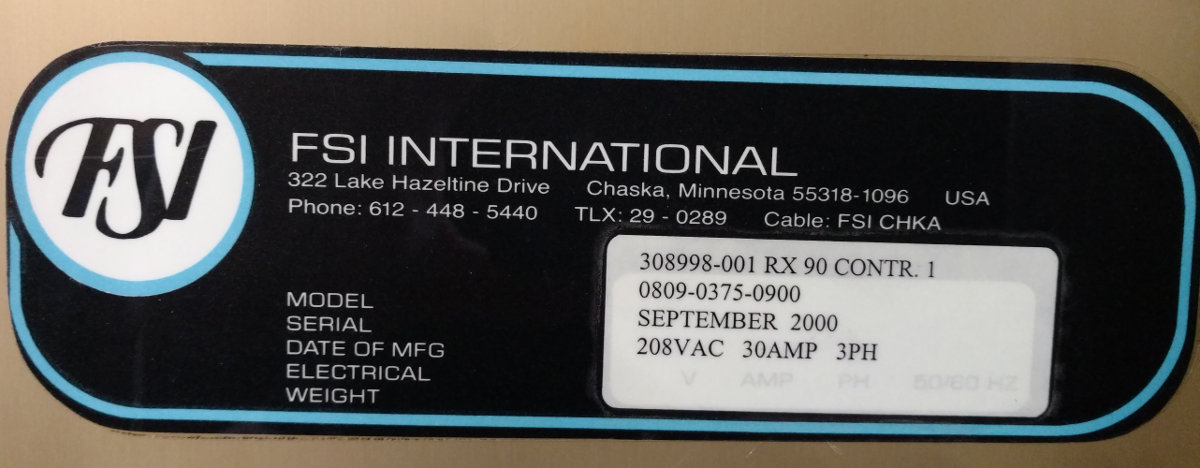 FSI
FSI INTERNATIONAL
322 Lake Hazeltine Drive Chaska, Minnesota 55318-1096 USA
Phone: 612 - 448 - 5440 TLX: 29 - 0289 Cable: FSI CHKA
MODEL 308998-001 RX 90 CONTR. 1
SERIAL 0809-0375-0900
DATE OF MFG SEPTEMBER 2000
ELECTRICAL 208VAC 30AMP 3PH
V AMP PH 50/60 HZ
WEIGHT